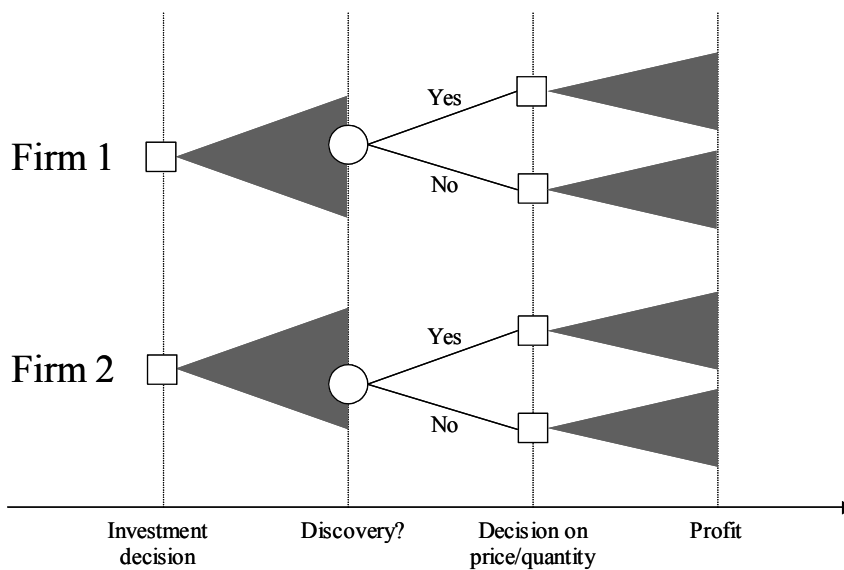 Yes
Firm 1
No
Yes
Firm 2
No
Investment
decision
Discovery?
Decision on
price/quantity
Profit